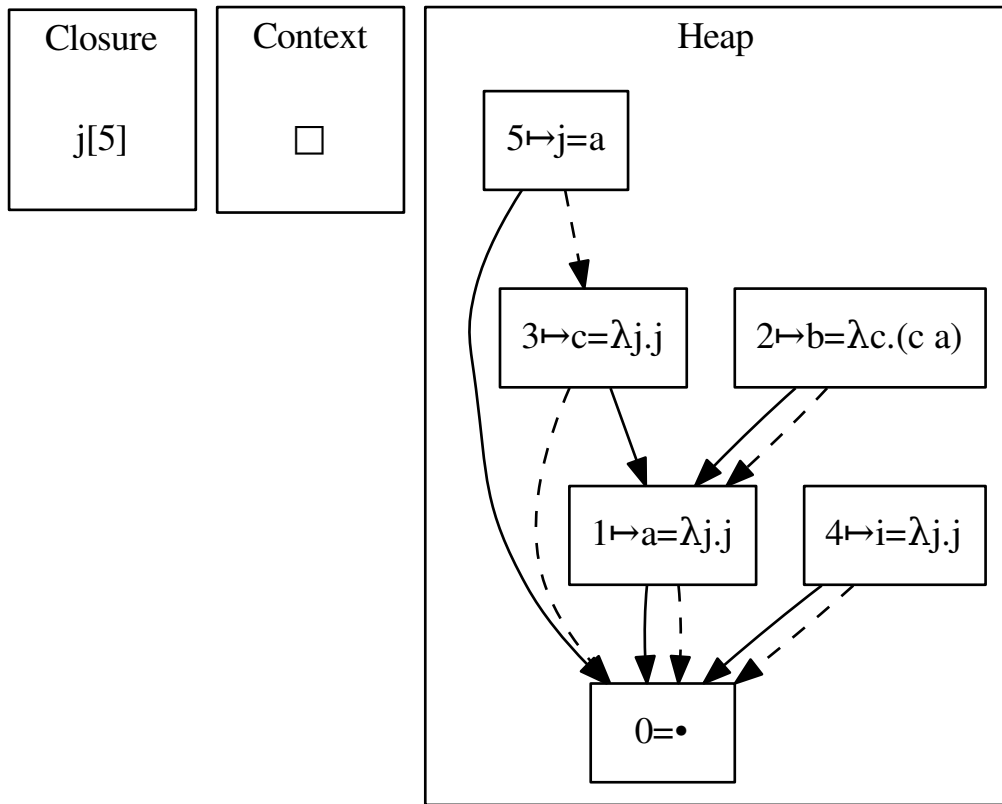 Closure
j[5]
Context
□
Heap
5↦j=a
3↦c=λj.j
2↦b=λc.(c a)
1↦a=λj.j
4↦i=λj.j
0=•